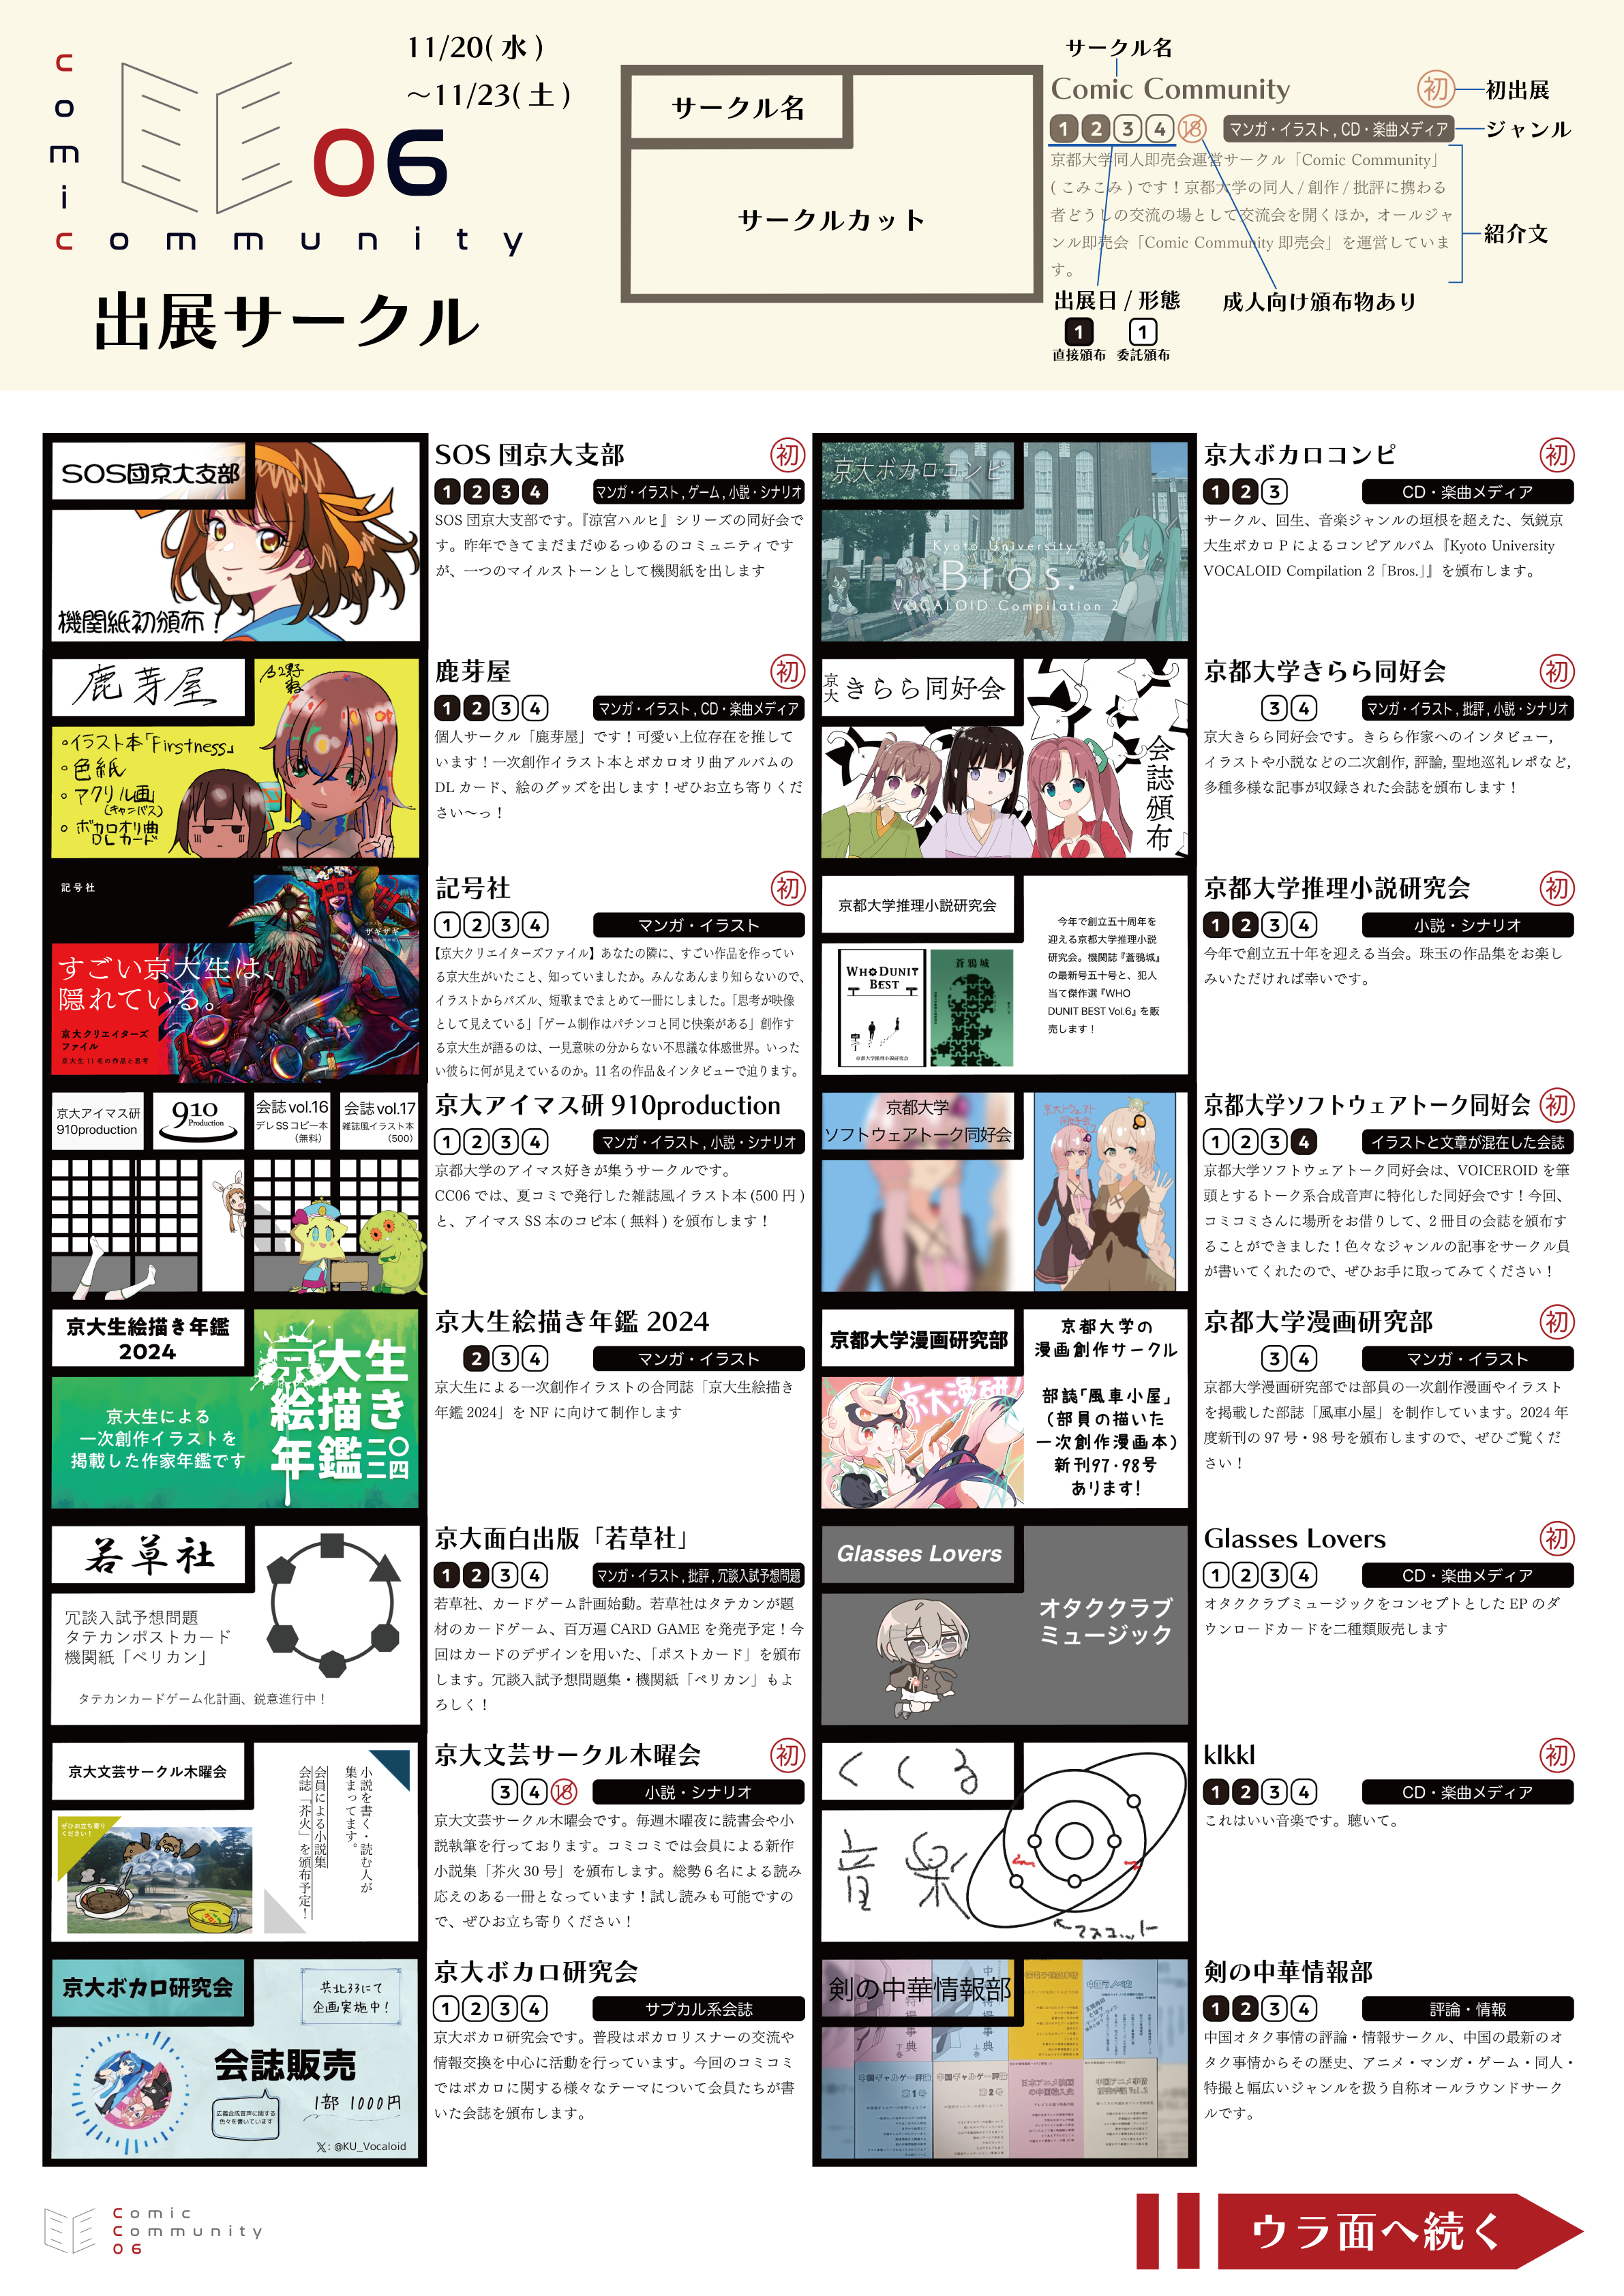 comic
community
06
11/20(水)
～11/23(土)
出展サークル
サークル名
サークルカット
サークル名
Comic Community
初
初出展
1 2 3 4 18
マンガ・イラスト, CD・楽曲メディア
ジャンル
京都大学同人即売会運営サークル「Comic Community」
(こみこみ)です！京都大学の同人/創作/批評に携わる
者どうしの交流の場として交流会を開くほか, オールジャ
ンル即売会「Comic Community 即売会」を運営していま
す。
紹介文
出展日/形態
成人向け頒布物あり
1 1
直接頒布 委託頒布
SOS団京大支部
機関紙初頒布！
SOS 団京大支部
初
1 2 3 4
マンガ・イラスト, ゲーム, 小説・シナリオ
SOS 団京大支部です。『涼宮ハルヒ』シリーズの同好会で
す。昨年できてまだまだゆるっゆるのコミュニティです
が、一つのマイルストーンとして機関紙を出します
京大ボカロコンピ
Kyoto University
Bros.
VOCALOID Compilation 2
京大ボカロコンピ
初
1 2 3
CD・楽曲メディア
サークル、回生、音楽ジャンルの垣根を超えた、気鋭京
大生ボカロ P によるコンピアルバム『Kyoto University
VOCALOID Compilation 2「Bros.」』を頒布します。
鹿芽屋
・イラスト本「Firstness」
・色紙
・アクリル画
(キャンバス)
・ボカロオリ曲
DLカード
鹿芽屋
初
1 2 3 4
マンガ・イラスト, CD・楽曲メディア
個人サークル「鹿芽屋」です！可愛い上位存在を推して
います！一次創作イラスト本とボカロオリ曲アルバムの
DL カード、絵のグッズを出します！ぜひお立ち寄りくだ
さい〜っ！
京大きらら同好会
会誌頒布
京都大学きらら同好会
初
3 4
マンガ・イラスト, 批評, 小説・シナリオ
京大きらら同好会です。きらら作家へのインタビュー,
イラストや小説などの二次創作, 評論, 聖地巡礼レポなど,
多種多様な記事が収録された会誌を頒布します！
記号社
ザギザギ
すごい京大生は、
隠れている。
京大クリエイターズ
ファイル
京大生11名の作品と思考
記号社
初
1 2 3 4
マンガ・イラスト
【京大クリエイターズファイル】あなたの隣に、すごい作品を作ってい
る京大生がいたこと、知っていましたか。みんなあんまり知らないので、
イラストからパズル、短歌までまとめて一冊にしました。「思考が映像
として見えている」「ゲーム制作はパチンコと同じ快楽がある」創作す
る京大生が語るのは、一見意味の分からない不思議な体感世界。いった
い彼らに何が見えているのか。11 名の作品＆インタビューで迫ります。
京都大学推理小説研究会
WHODUNIT
BEST
京都大学推理小説研究会
蒼鴉城
今年で創立五十周年を
迎える京都大学推理小説
研究会。機関誌『蒼鴉城』
の最新号五十号と、犯人
当て傑作選『WHO
DUNIT BEST Vol.6』を販
売します！
京都大学推理小説研究会
初
1 2 3 4
小説・シナリオ
今年で創立五十年を迎える当会。珠玉の作品集をお楽し
みいただければ幸いです。
京大アイマス研
910production
910
Production
会誌vol.16
デレSSコピー本
（無料）
会誌vol.17
雑誌風イラスト本
（500）
京大アイマス研 910production
1 2 3 4
マンガ・イラスト, 小説・シナリオ
京都大学のアイマス好きが集うサークルです。
CC06 では、夏コミで発行した雑誌風イラスト本(500 円)
と、アイマス SS 本のコピ本(無料)を頒布します！
京都大学
ソフトウェアトーク同好会
京都大学ソフトウェアトーク同好会
初
1 2 3 4
イラストと文章が混在した会誌
京都大学ソフトウェアトーク同好会は、VOICEROID を筆
頭とするトーク系合成音声に特化した同好会です！今回、
コミコミさんに場所をお借りして、2 冊目の会誌を頒布す
ることができました！色々なジャンルの記事をサークル員
が書いてくれたので、ぜひお手に取ってみてください！
京大生絵描き年鑑
2024
京大生による
一次創作イラストを
掲載した作家年鑑です
京大生
絵描き
年鑑二〇二四
京大生絵描き年鑑 2024
2 3 4
マンガ・イラスト
京大生による一次創作イラストの合同誌「京大生絵描き
年鑑 2024」を NF に向けて制作します
京都大学漫画研究部
京大漫研!
京都大学の
漫画創作サークル
部誌「風車小屋」
(部員の描いた
一次創作漫画本)
新刊97・98号
あります!
京都大学漫画研究部
初
3 4
マンガ・イラスト
京都大学漫画研究部では部員の一次創作漫画やイラスト
を掲載した部誌「風車小屋」を制作しています。2024 年
度新刊の 97 号・98 号を頒布しますので、ぜひご覧くだ
さい！
若草社
冗談入試予想問題
タテカンポストカード
機関紙「ペリカン」
タテカンカードゲーム化計画、鋭意進行中！
京大面白出版「若草社」
1 2 3 4
マンガ・イラスト, 批評, 冗談入試予想問題
若草社、カードゲーム計画始動。若草社はタテカンが題
材のカードゲーム、百万遍 CARD GAME を発売予定！今
回はカードのデザインを用いた、「ポストカード」を頒布
します。冗談入試予想問題集・機関紙「ペリカン」もよ
ろしく！
Glasses Lovers
オタククラブ
ミュージック
Glasses Lovers
初
1 2 3 4
CD・楽曲メディア
オタククラブミュージックをコンセプトとした EP のダ
ウンロードカードを二種類販売します
京大文芸サークル木曜会
ぜひお立ち寄り
ください！
小説を書く・読む人が
集まってます。
会員による小説集
会誌「芥火」を頒布予定！
京大文芸サークル木曜会
初
3 4 18
小説・シナリオ
京大文芸サークル木曜会です。毎週木曜夜に読書会や小
説執筆を行っております。コミコミでは会員による新作
小説集「芥火 30 号」を頒布します。総勢 6 名による読み
応えのある一冊となっています！試し読みも可能ですの
で、ぜひお立ち寄りください！
くくる
音楽
←マスコット
klkkl
初
1 2 3 4
CD・楽曲メディア
これはいい音楽です。聴いて。
京大ボカロ研究会
共北33にて
企画実施中！
会誌販売
広義合成音声に関する
色々を書いています
1部 1000円
X: @KU_Vocaloid
京大ボカロ研究会
1 2 3 4
サブカル系会誌
京大ボカロ研究会です。普段はボカロリスナーの交流や
情報交換を中心に活動を行っています。今回のコミコミ
ではボカロに関する様々なテーマについて会員たちが書
いた会誌を頒布します。
剣の中華情報部
中国ギャルゲー評論
第1号
中国ギャルゲー評論
第2号
剣の中華情報部
1 2 3 4
評論・情報
中国オタク事情の評論・情報サークル、中国の最新のオ
タク事情からその歴史、アニメ・マンガ・ゲーム・同人・
特撮と幅広いジャンルを扱う自称オールラウンドサーク
ルです。
Comic
Community
06
ウラ面へ続く